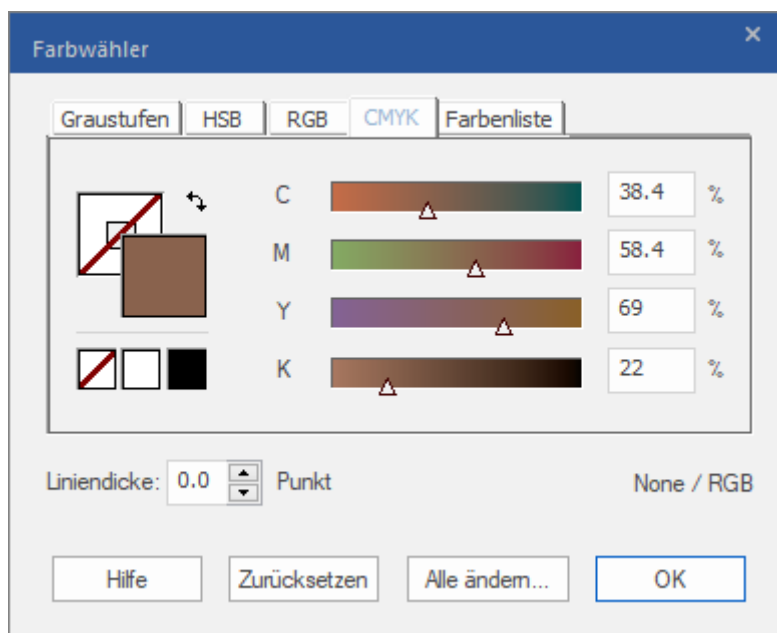 Farbwähler
Graustufen HSB RGB CMYK Farbenliste
C 38.4 %
M 58.4 %
Y 69 %
K 22 %
Liniendicke: 0.0 Punkt None / RGB
Hilfe Zurücksetzen Alle ändern... OK